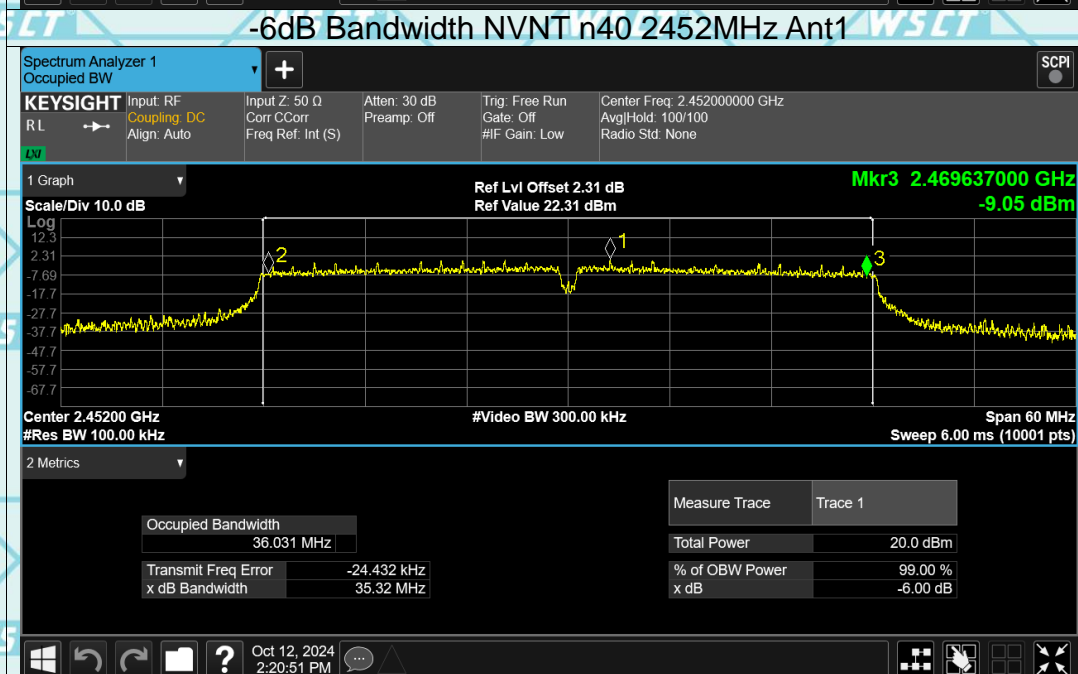 WSCT
WSCT
-6dB Bandwidth NVNT n40 2452MHz Ant1
Spectrum Analyzer 1
Occupied BW
+
SCPI
KEYSIGHT
R L
LXI
Input: RF
Coupling: DC
Align: Auto
Input Z: 50 Ω
Corr CCorr
Freq Ref: Int (S)
Atten: 30 dB
Preamp: Off
Trig: Free Run
Gate: Off
#IF Gain: Low
Center Freq: 2.452000000 GHz
Avg|Hold: 100/100
Radio Std: None
1 Graph
Scale/Div 10.0 dB
Ref Lvl Offset 2.31 dB
Ref Value 22.31 dBm
Mkr3 2.469637000 GHz
-9.05 dBm
Log
12.3
2.31
-7.69
-17.7
-27.7
-37.7
-47.7
-57.7
-67.7
2
1
3
Center 2.45200 GHz
#Video BW 300.00 kHz
Span 60 MHz
#Res BW 100.00 kHz
Sweep 6.00 ms (10001 pts)
2 Metrics
Occupied Bandwidth
36.031 MHz
Transmit Freq Error -24.432 kHz
x dB Bandwidth 35.32 MHz
Measure Trace Trace 1
Total Power 20.0 dBm
% of OBW Power 99.00 %
x dB -6.00 dB
?
Oct 12, 2024
2:20:51 PM